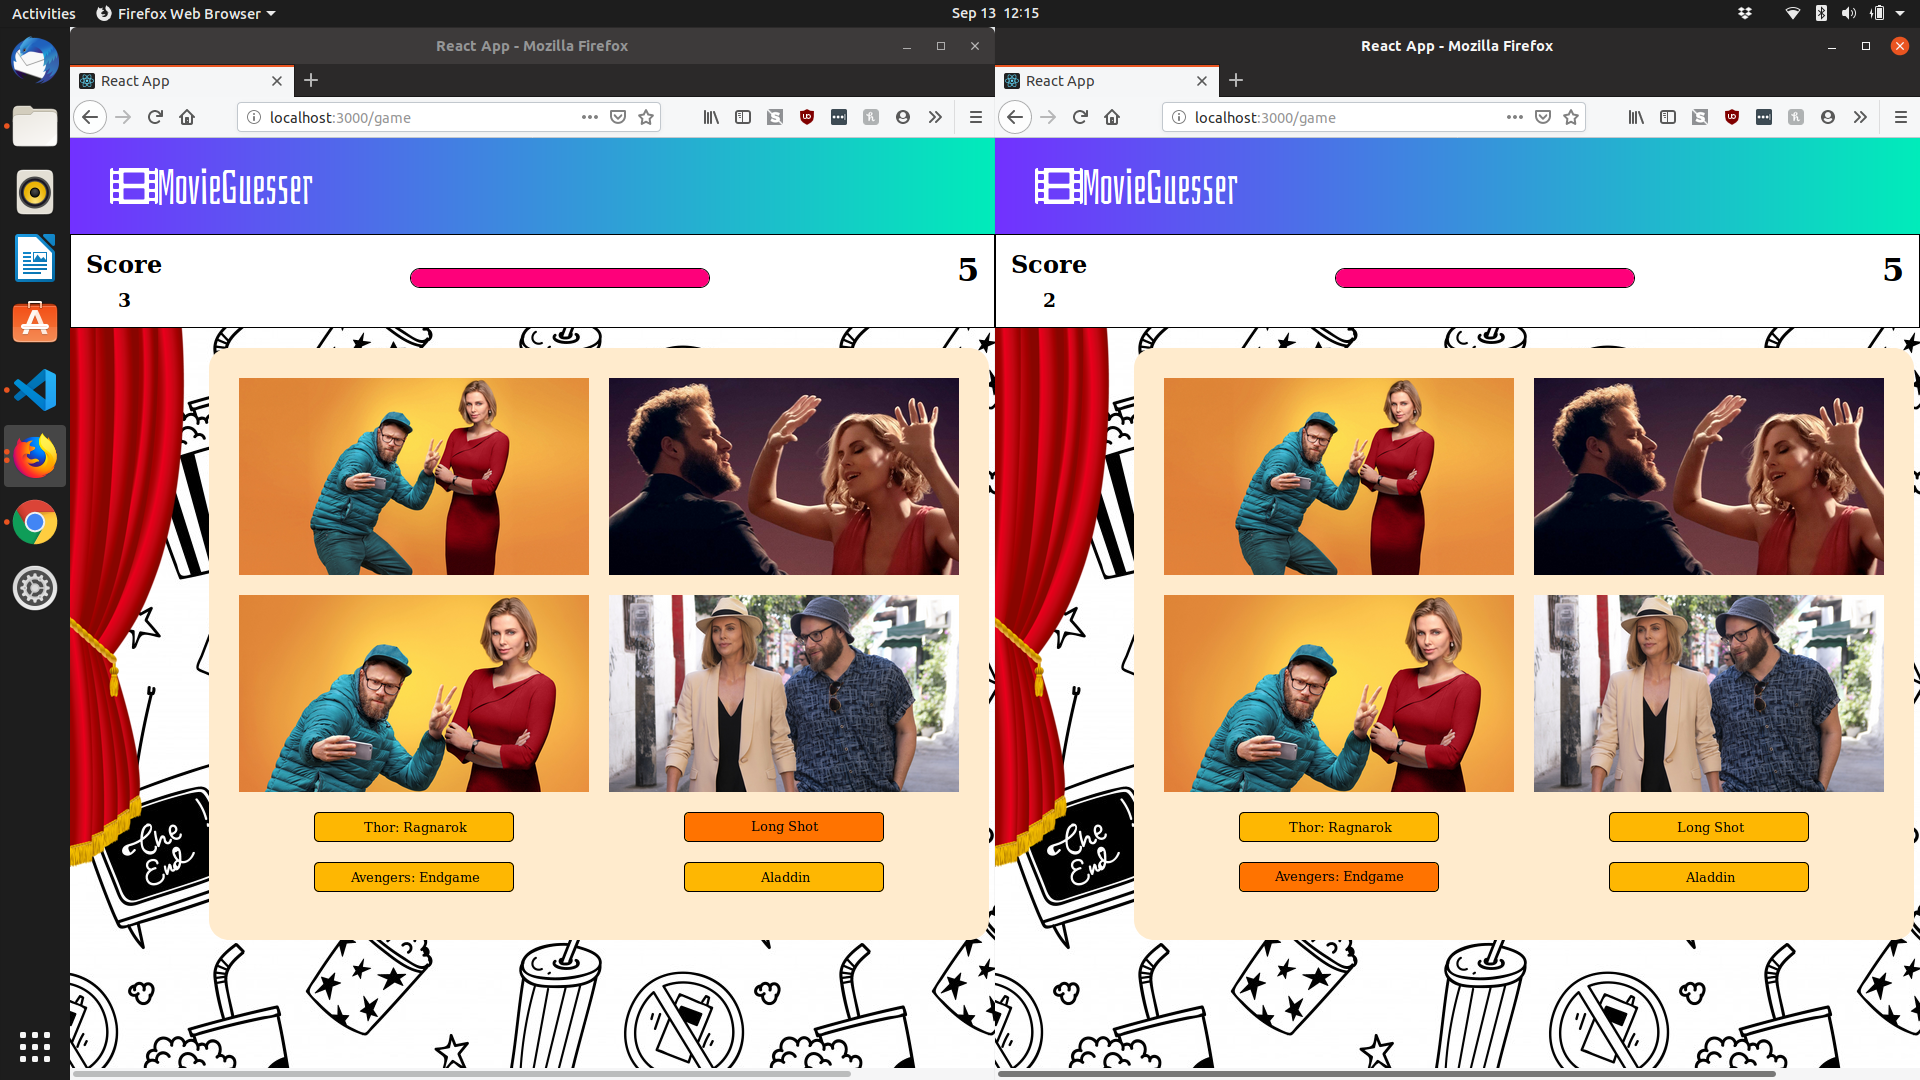 Activities Firefox Web Browser Sep 13 12:15
React App - Mozilla Firefox
React App
localhost:3000/game
MovieGuesser
Score
3
5
Thor: Ragnarok
Long Shot
Avengers: Endgame
Aladdin
The
End
React App - Mozilla Firefox
React App
localhost:3000/game
MovieGuesser
Score
2
5
Thor: Ragnarok
Long Shot
Avengers: Endgame
Aladdin
The
End